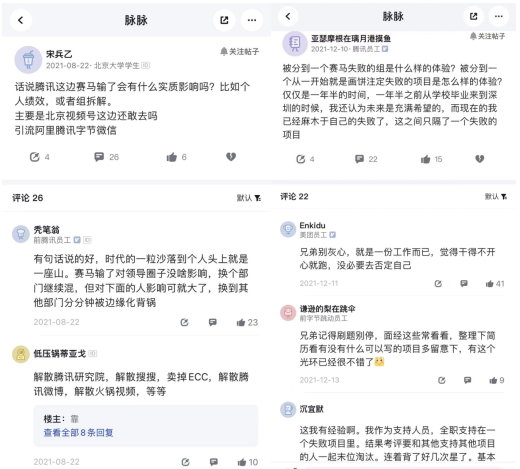 脉脉
宋兵乙
2021-08-22 · 北京大学学生
关注帖子
话说腾讯这边赛马输了会有什么实质影响吗？比如个
人绩效，或者组拆解。
主要是北京视频号这边还敢去吗
引流阿里腾讯字节微信
4
26
6
评论 26
默认
秃笔翁
前腾讯员工
有句话说的好，时代的一粒沙落到个人头上就是
一座山。赛马输了对领导圈子没啥影响，换个部
门继续混，但对下面的人影响可就大了，换到其
他部门分分钟被边缘化背锅
2021-08-22
23
低压锅蒂亚戈
解散腾讯研究院，解散搜搜，卖掉ECC，解散腾
讯微博，解散火锅视频，等等
楼主：靠
查看全部8条回复
2021-08-22
10
脉脉
亚瑟摩根在璃月港摸鱼
2021-12-10 · 腾讯员工
关注帖子
被分到一个赛马失败的组是什么样的体验？被分到一
个从一开始就是画饼注定失败的项目是怎么样的体验？
仅仅是一年半的时间，一年半之前从学校毕业来到深
圳的时候，我还认为未来是充满希望的，而现在的我
已经麻木于自己的失败了，这之间只隔了一个失败的
项目
4
22
15
评论 22
默认
Enkidu
美团员工
兄弟别灰心，就是一份工作而已，觉得干得不开
心就跑，没必要去否定自己
2021-12-11
41
谦逊的梨在跳伞
前字节跳动员工
兄弟记得刷题别停，面经这些常看看，整理下简
历看有没有什么可以写的项目多留意下，有这个
光环已经很不错了
2021-12-13
9
沉宜默
这我有经验啊。我作为支持人员，全职支持在一
个失败项目里。结果考评要和其他支持其他项目
的人一起末位淘汰。连着背了好几次星了。基本